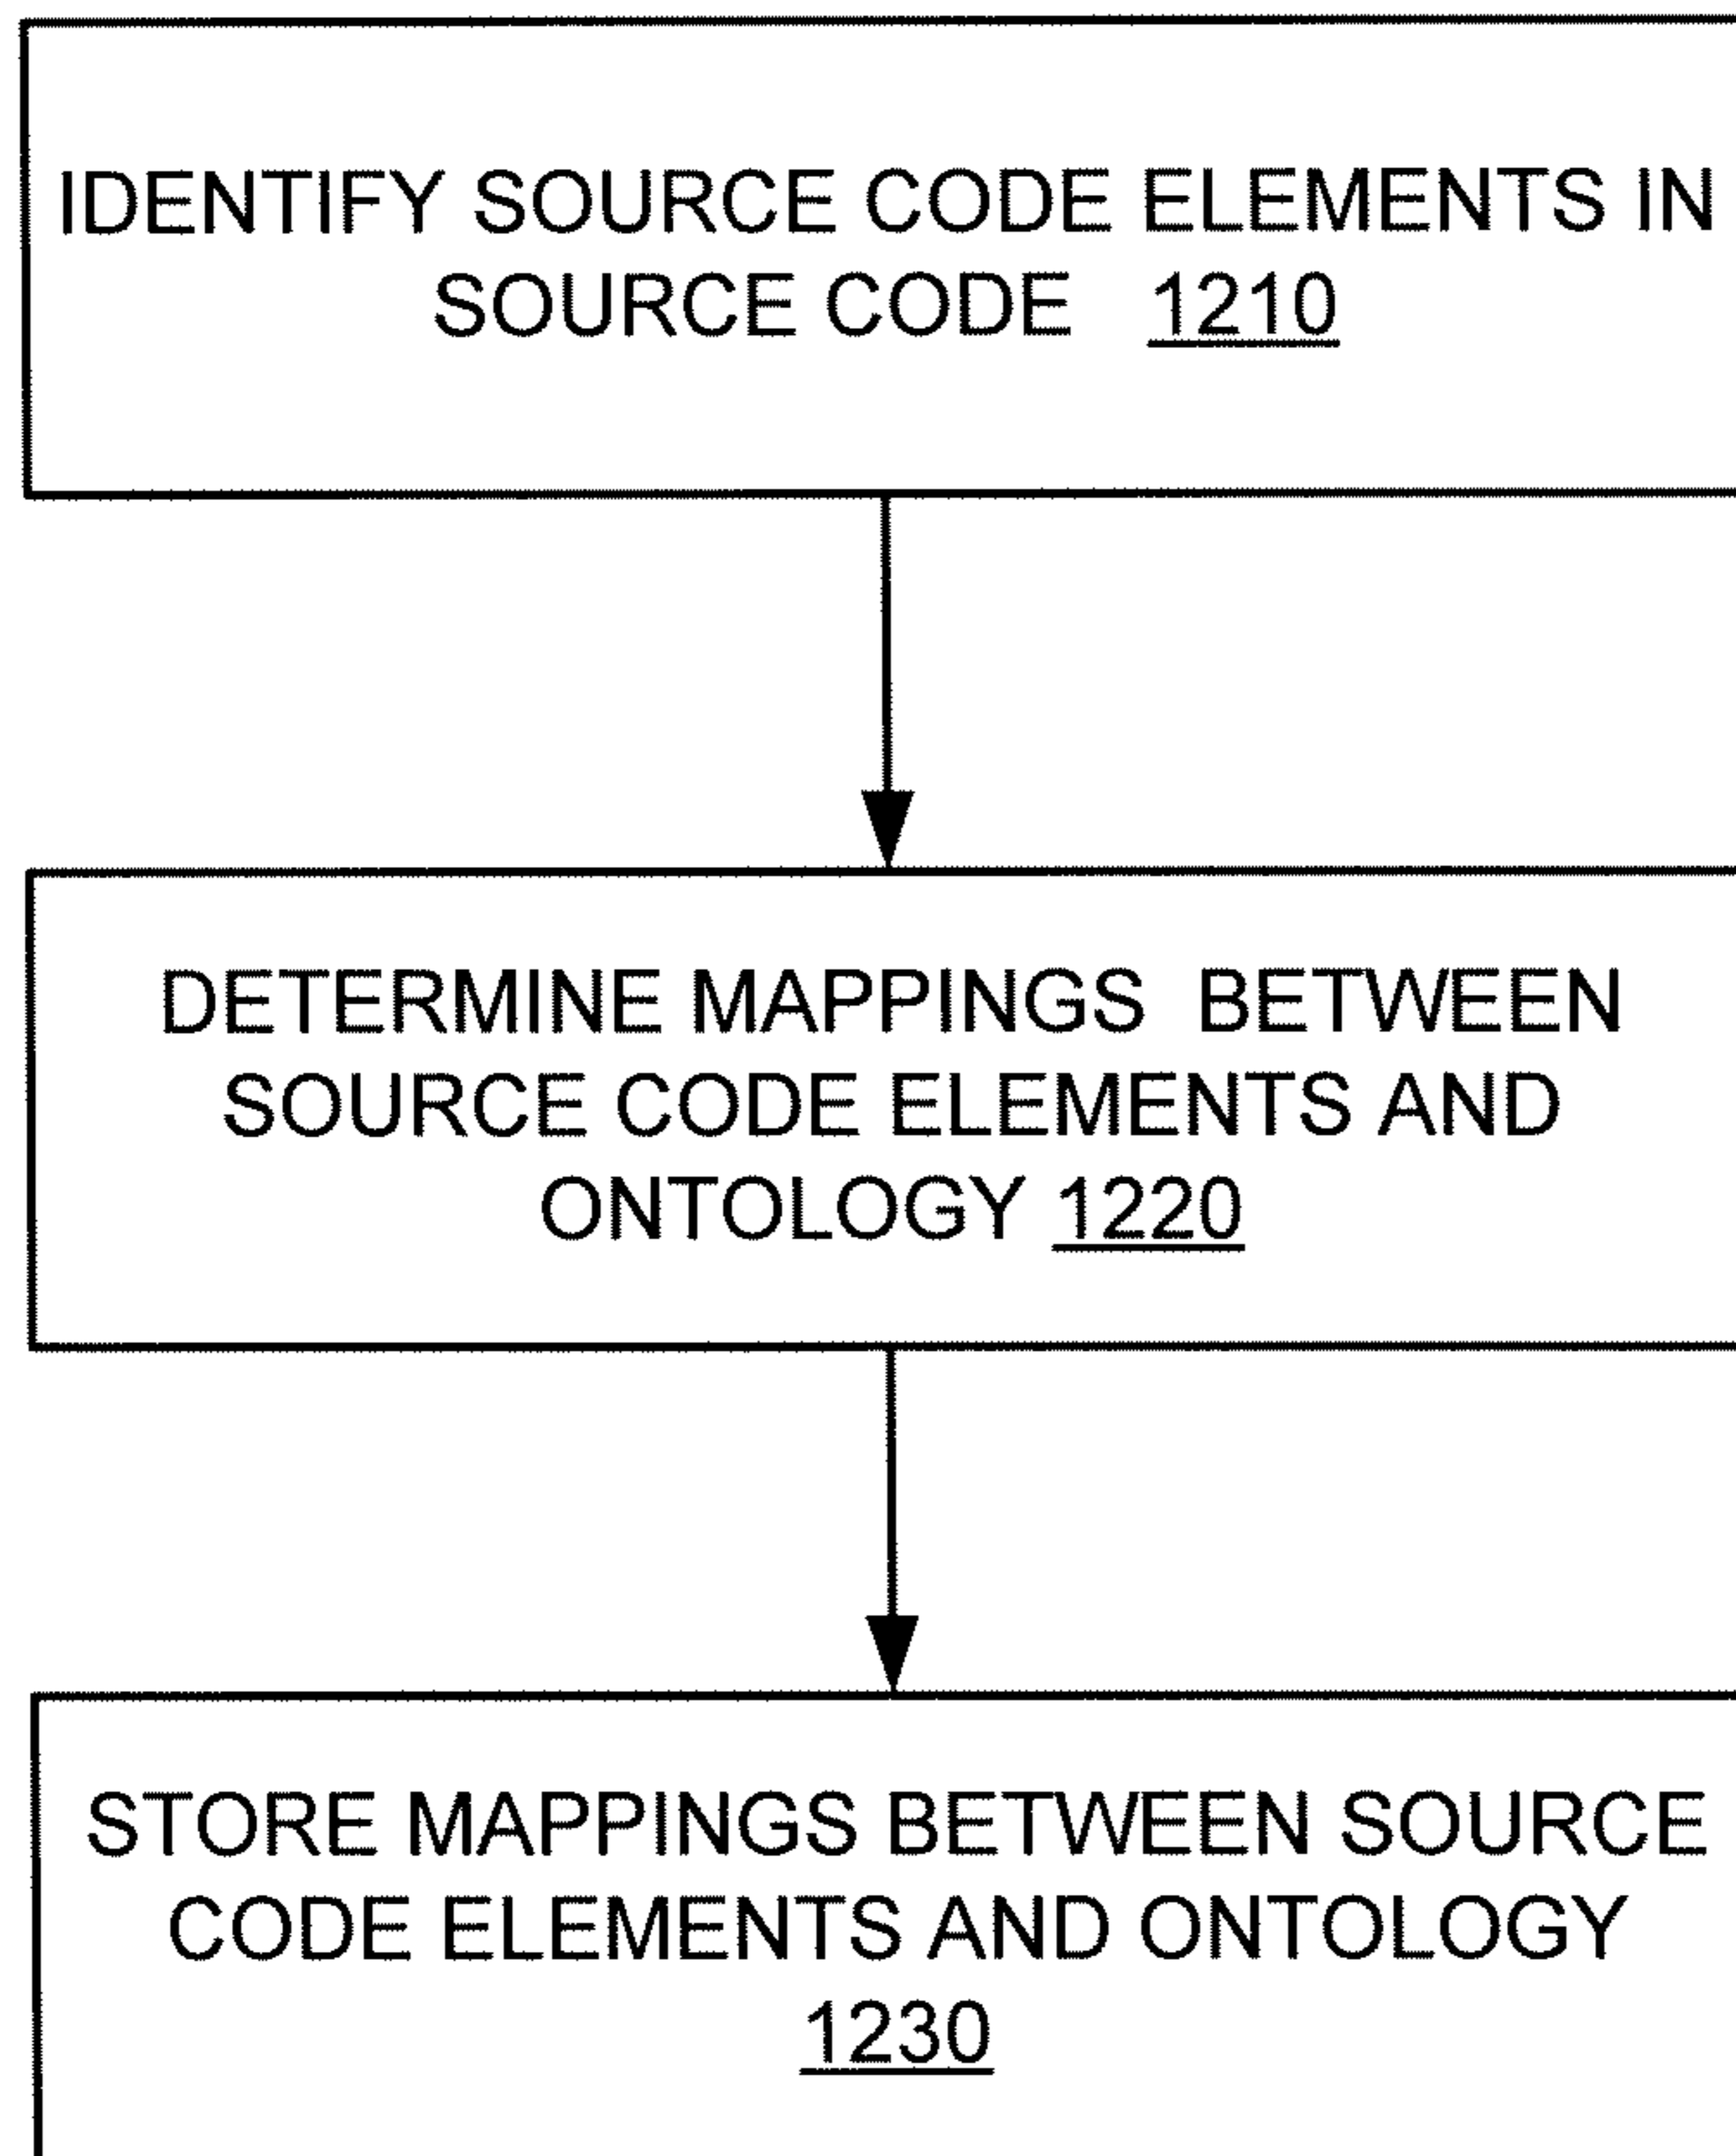 IDENTIFY SOURCE CODE ELEMENTS IN
SOURCE CODE 1210
DETERMINE MAPPINGS BETWEEN
SOURCE CODE ELEMENTS AND
ONTOLOGY 1220
STORE MAPPINGS BETWEEN SOURCE
CODE ELEMENTS AND ONTOLOGY
1230